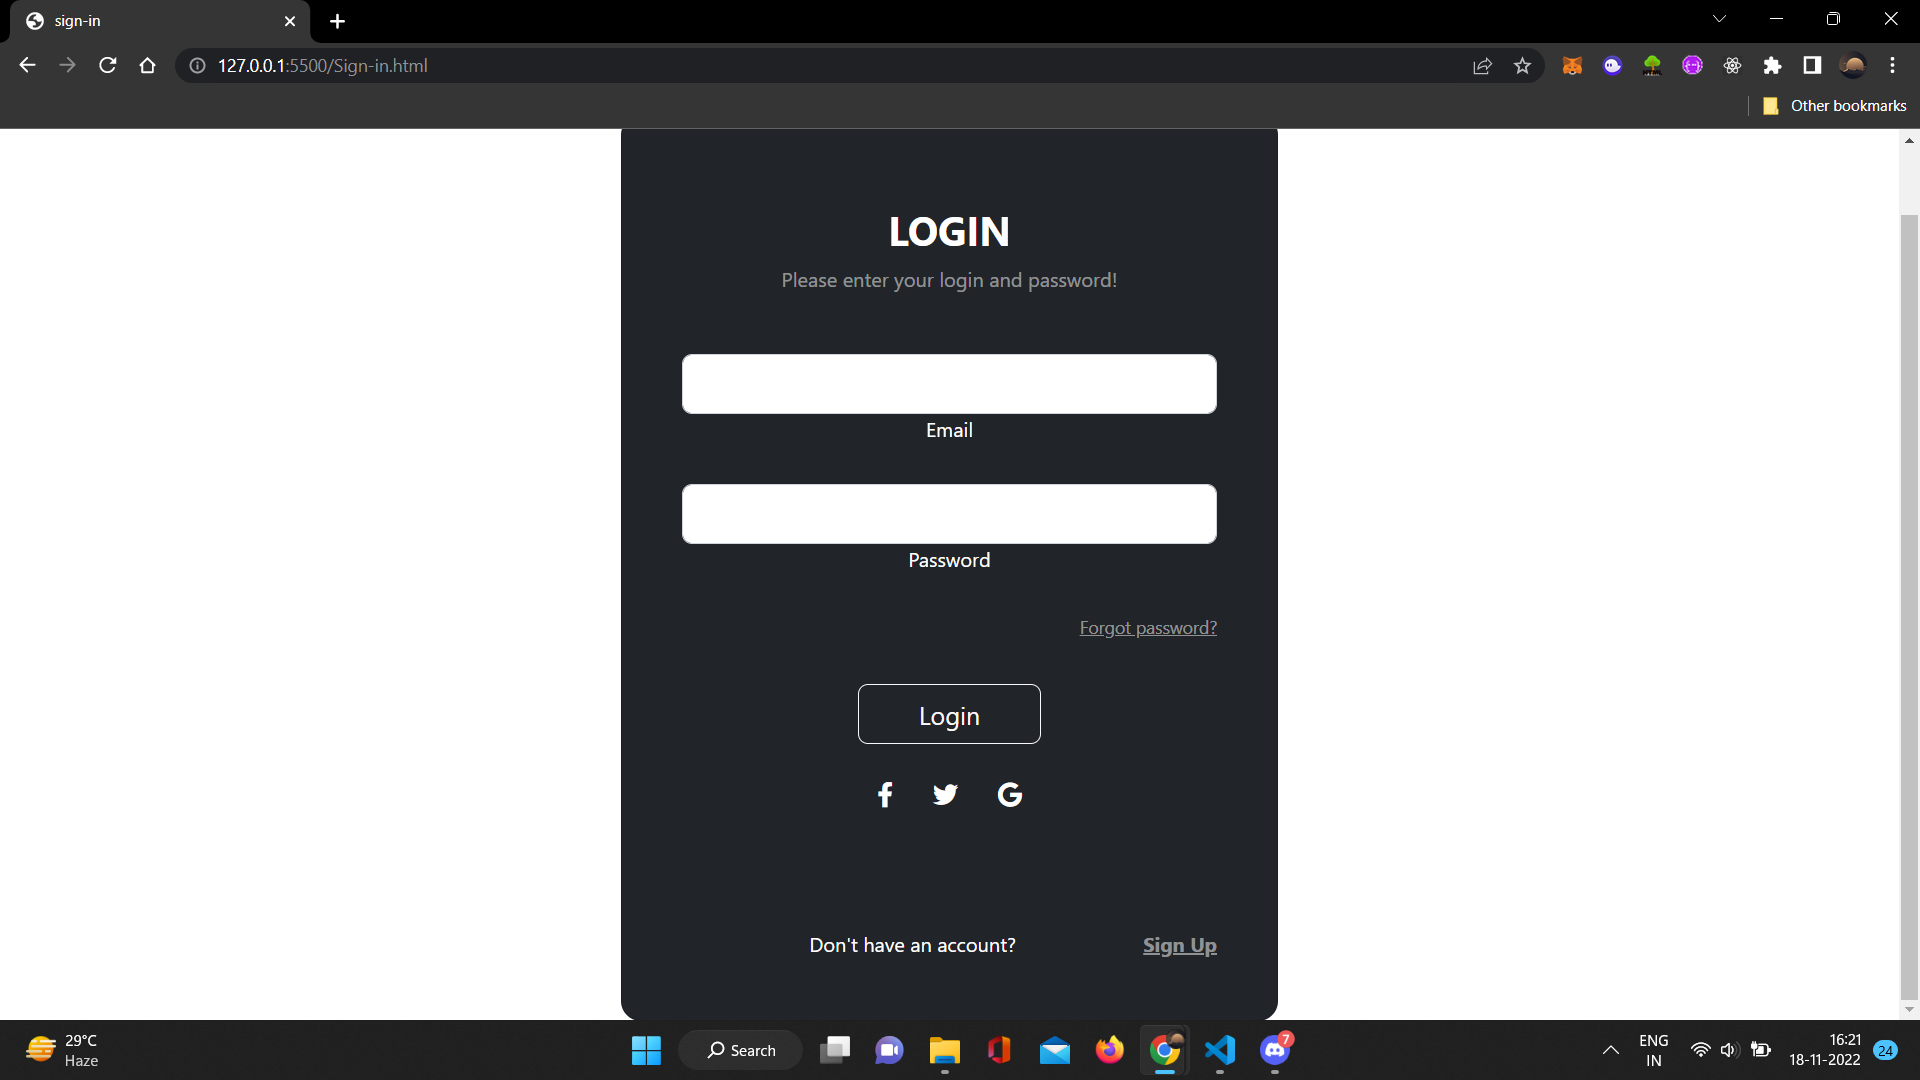 sign-in
127.0.0.1:5500/Sign-in.html
Other bookmarks
LOGIN
Please enter your login and password!
Email
Password
Forgot password?
Login
Don't have an account?
Sign Up
29°C
Haze
Search
7
ENG
IN
16:21
18-11-2022
24